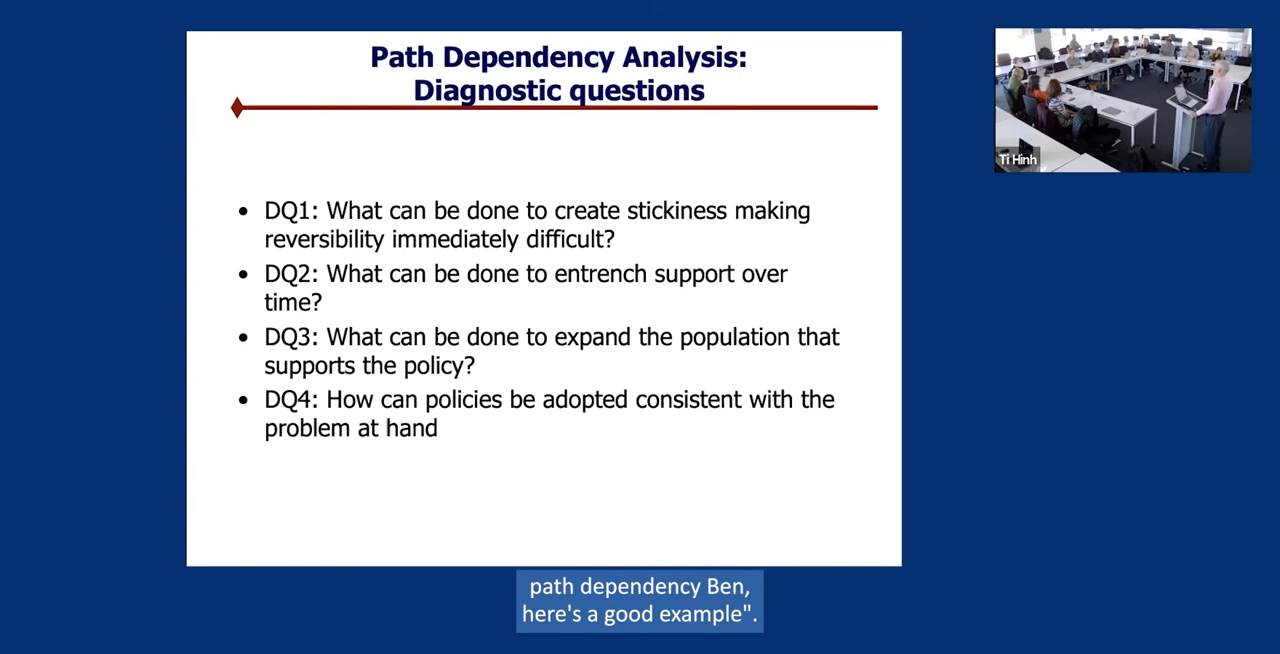 Path Dependency Analysis:
Diagnostic questions
• DQ1: What can be done to create stickiness making
reversibility immediately difficult?
• DQ2: What can be done to entrench support over
time?
• DQ3: What can be done to expand the population that
supports the policy?
• DQ4: How can policies be adopted consistent with the
problem at hand
Ti Hinh
path dependency Ben,
here's a good example".